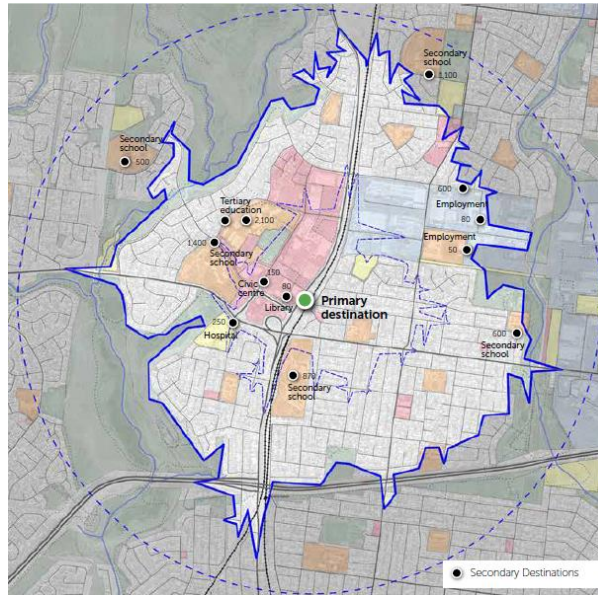 Secondary
school
1,100
Secondary
school
500
600
Employment
80
Tertiary
education
2,100
Employment
50
1,400
Secondary
school
150
Civic
centre
80
Library
Primary
destination
250
Hospital
600
Secondary
school
870
Secondary
school
Secondary Destinations